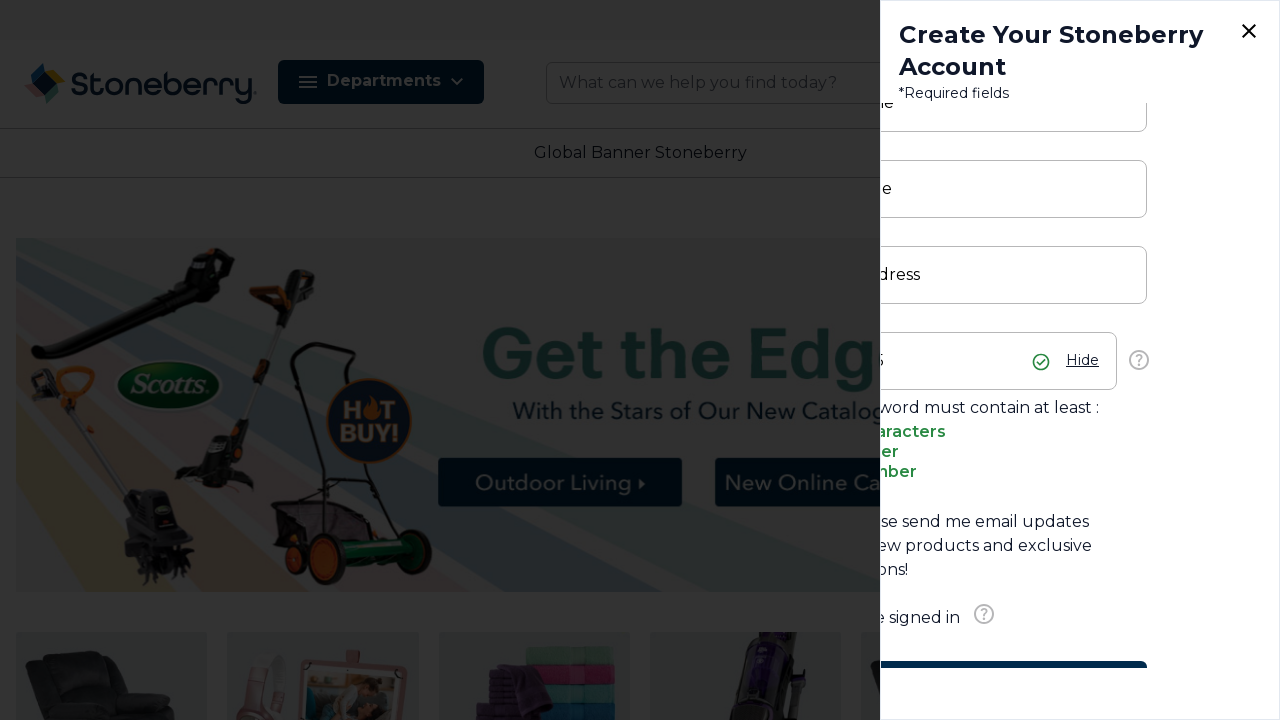 Create Your Stoneberry
Account
*Required fields
Stoneberry
Departments
What can we help you find today?
Global Banner Stoneberry
Get the Edg
With the Stars of Our New Catalog
Scotts
HOT
BUY!
Outdoor Living
New Online Ca
e
dress
Hide
word must contain at least :
aracters
er
nber
se send me email updates
ew products and exclusive
ons!
e signed in